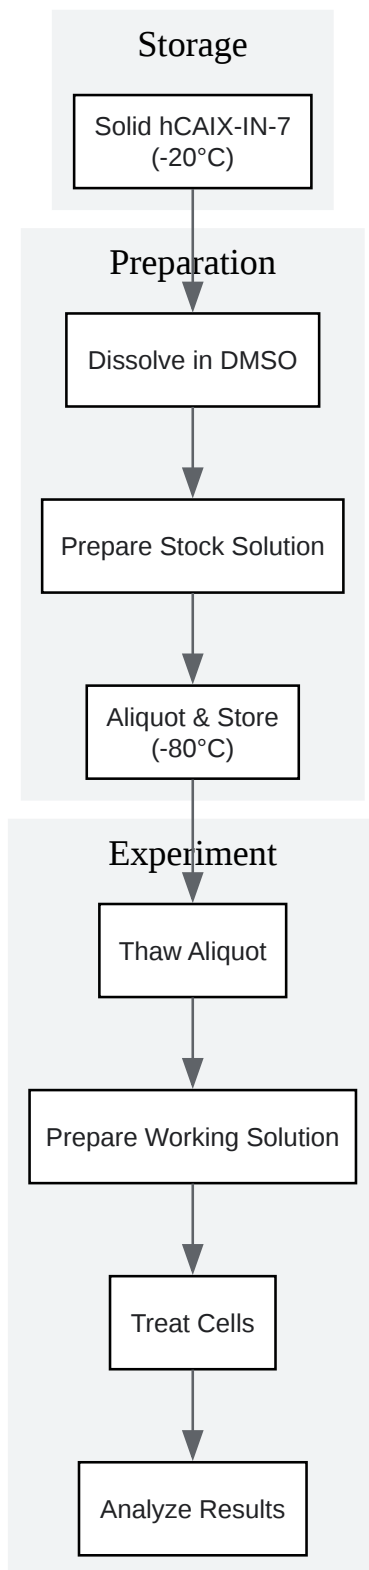 Storage
Solid hCAIX-IN-7
(-20°C)
Preparation
Dissolve in DMSO
Prepare Stock Solution
Aliquot & Store
(-80°C)
Experiment
Thaw Aliquot
Prepare Working Solution
Treat Cells
Analyze Results